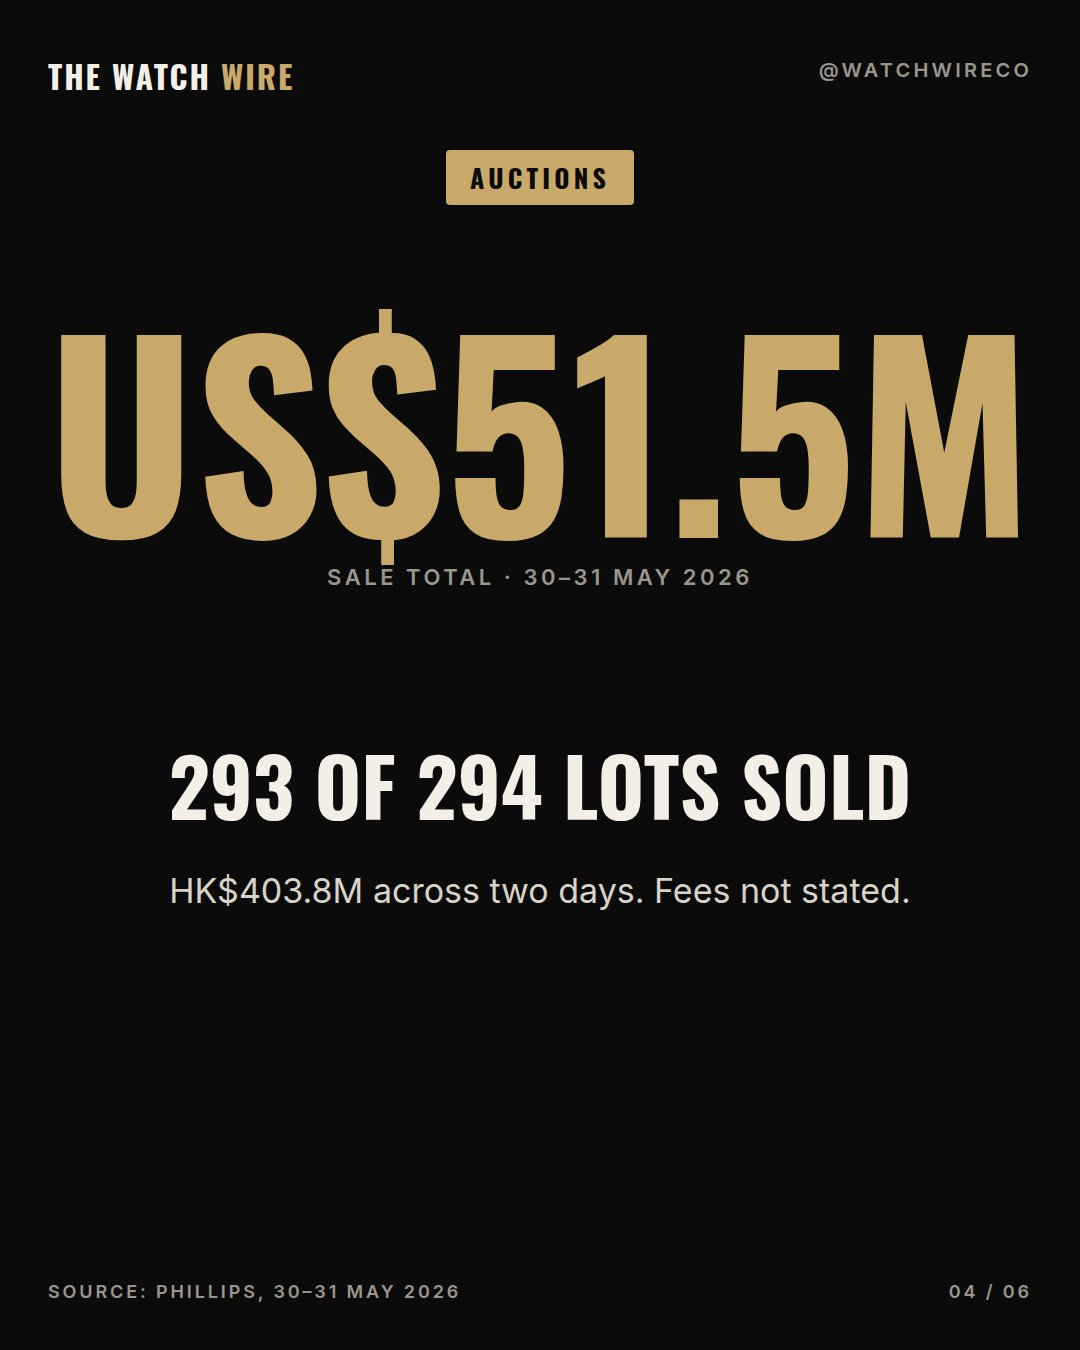 THE WATCH WIRE
@WATCHWIRECO
AUCTIONS
US$51.5M
SALE TOTAL · 30–31 MAY 2026
293 OF 294 LOTS SOLD
HK$403.8M across two days. Fees not stated.
SOURCE: PHILLIPS, 30–31 MAY 2026
04 / 06